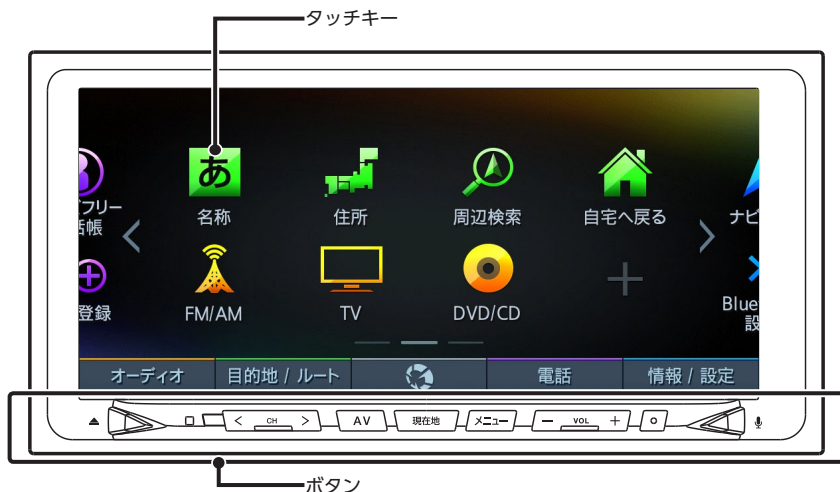 タッチキー
フリー
帳
登録
あ
名称
住所
周辺検索
自宅へ戻る
ナビ
FM/AM
TV
DVD/CD
Blue
設
オーディオ
目的地 / ルート
電話
情報 / 設定
< CH >
AV
現在地
メニュー
− VOL +
ボタン